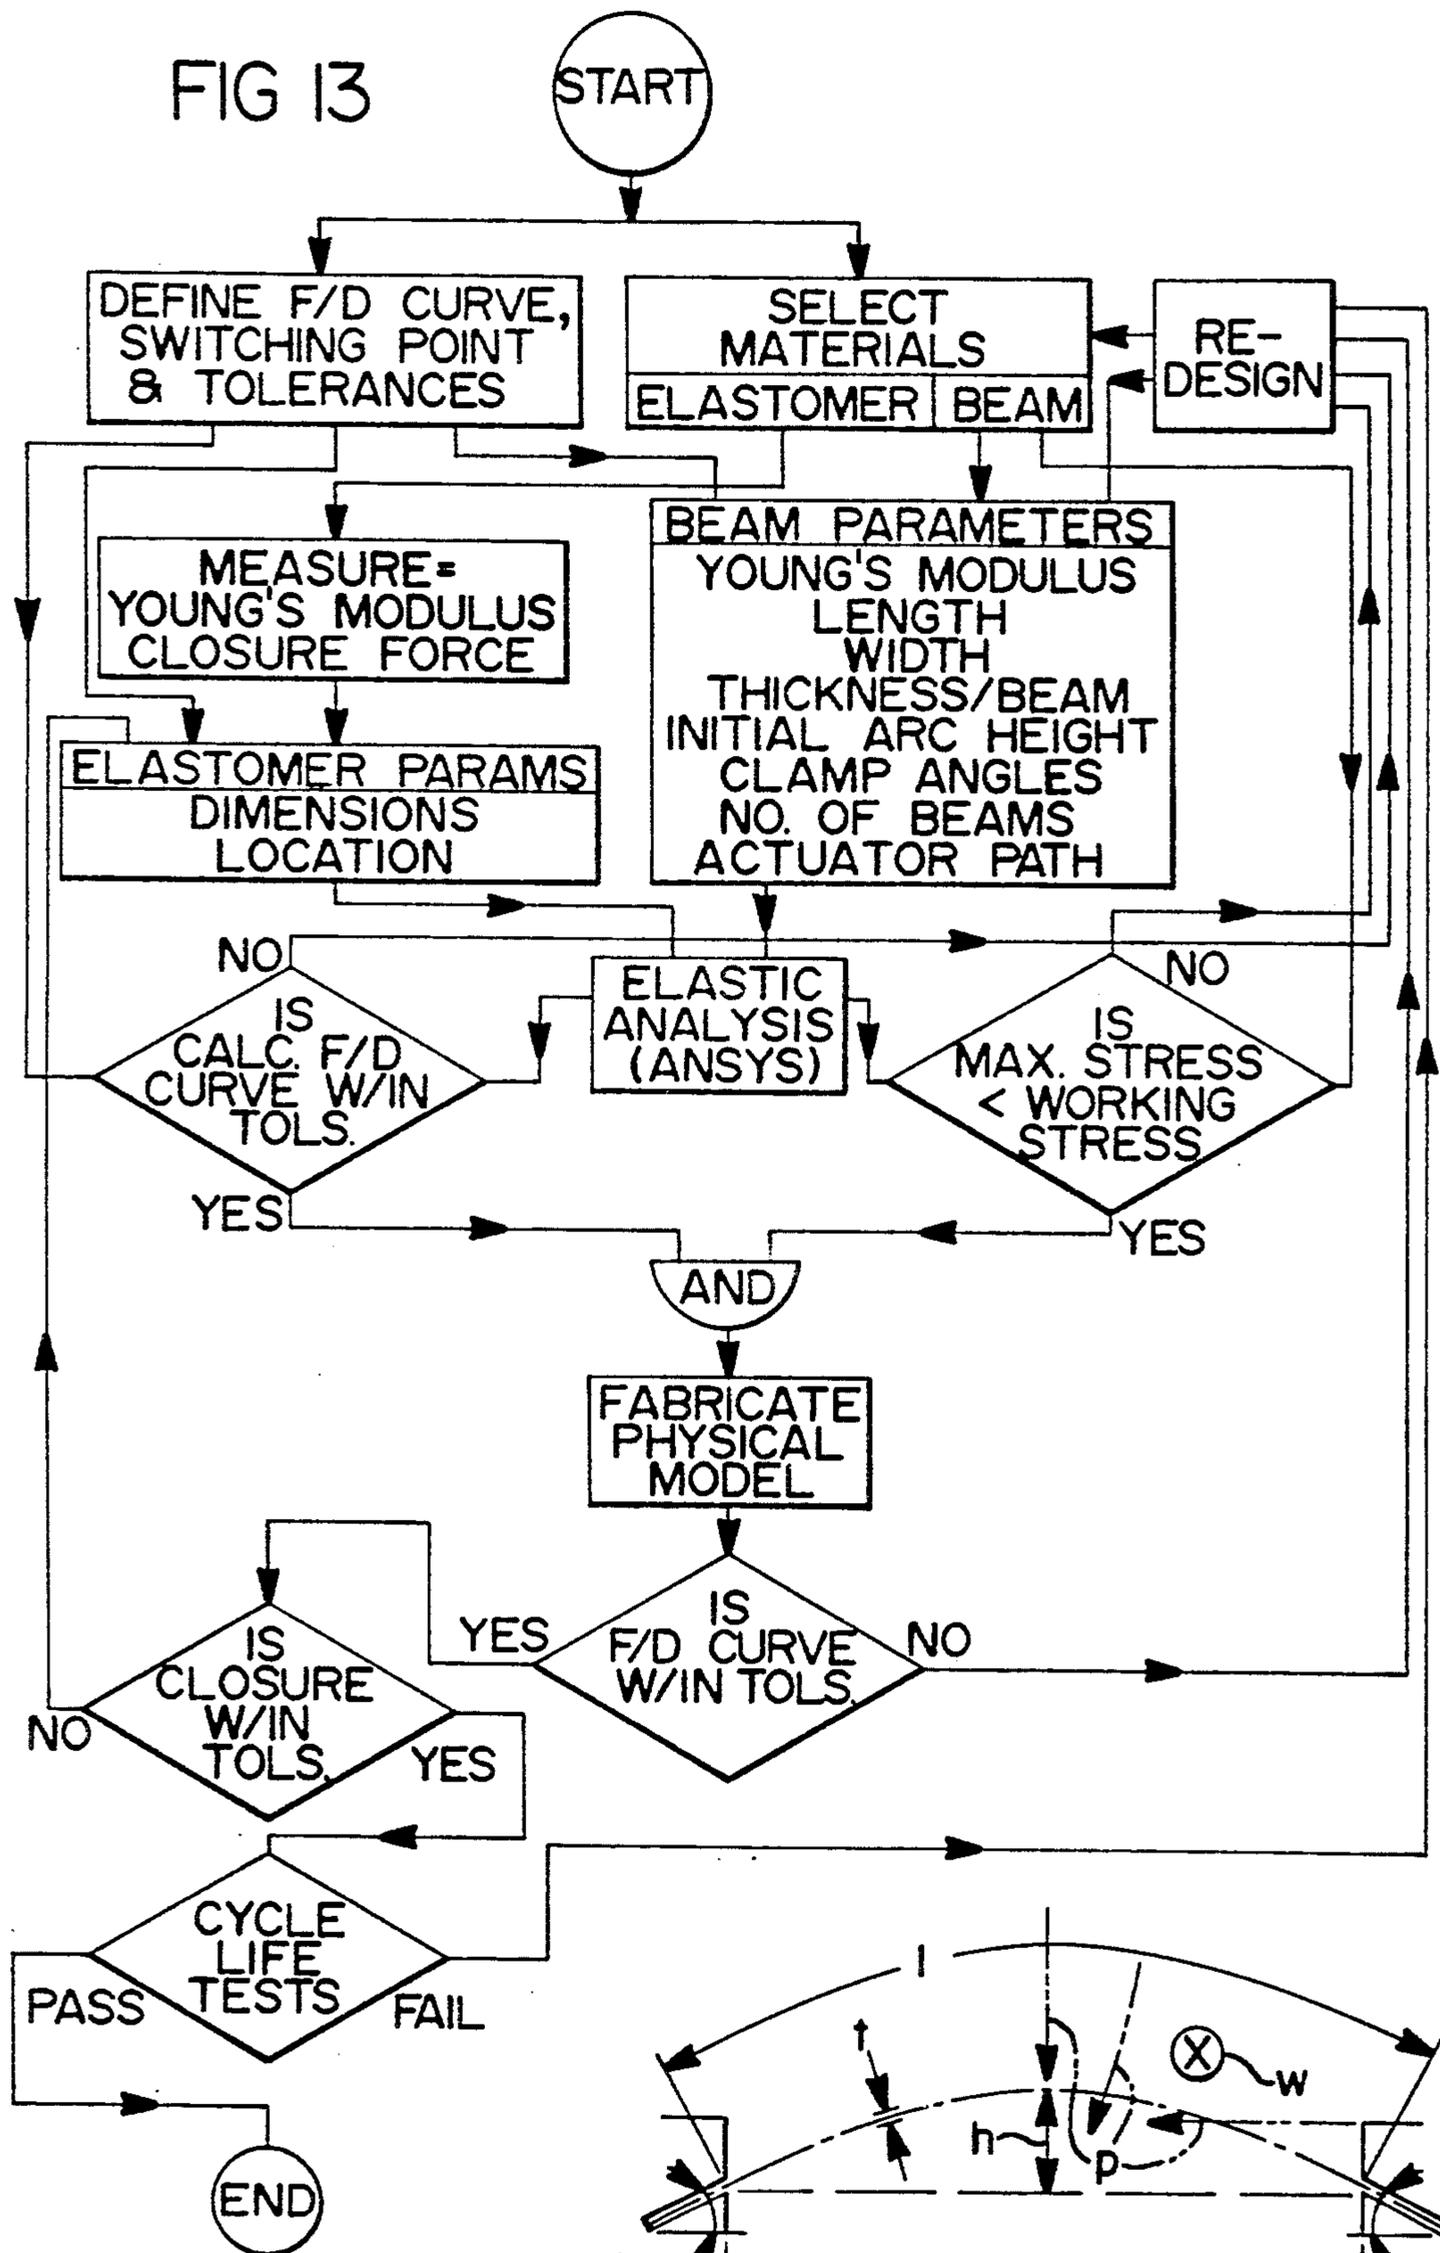 FIG 13
START
DEFINE F/D CURVE,
SWITCHING POINT
& TOLERANCES
SELECT
MATERIALS
ELASTOMER
BEAM
RE-
DESIGN
MEASURE=
YOUNG'S MODULUS
CLOSURE FORCE
BEAM PARAMETERS
YOUNG'S MODULUS
LENGTH
WIDTH
THICKNESS/BEAM
INITIAL ARC HEIGHT
CLAMP ANGLES
NO. OF BEAMS
ACTUATOR PATH
ELASTOMER PARAMS
DIMENSIONS
LOCATION
NO
IS
CALC. F/D
CURVE W/IN
TOLS.
YES
ELASTIC
ANALYSIS
(ANSYS)
NO
IS
MAX. STRESS
< WORKING
STRESS
YES
AND
FABRICATE
PHYSICAL
MODEL
IS
F/D CURVE
W/IN TOLS.
YES
NO
IS
CLOSURE
W/IN
TOLS.
NO
YES
CYCLE
LIFE
TESTS
PASS
FAIL
END
l
t
X
w
h
p